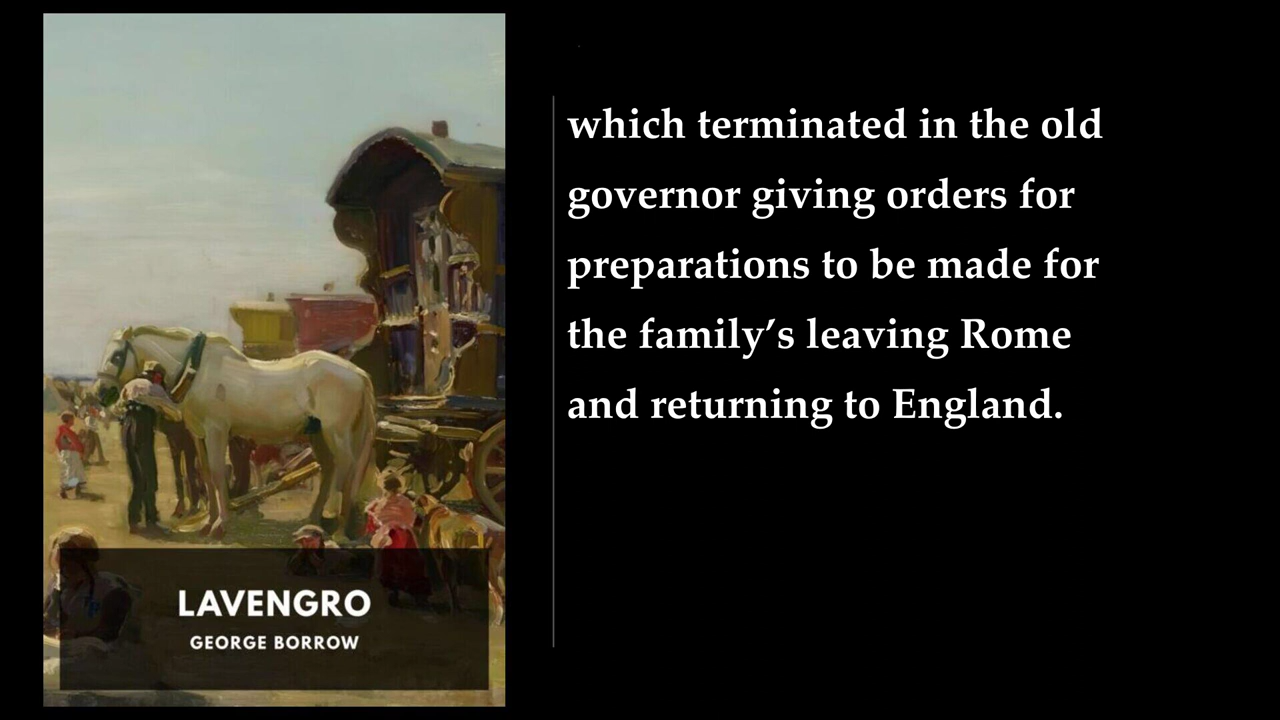 which terminated in the old
governor giving orders for
preparations to be made for
the family’s leaving Rome
and returning to England.
LAVENGRO
GEORGE BORROW